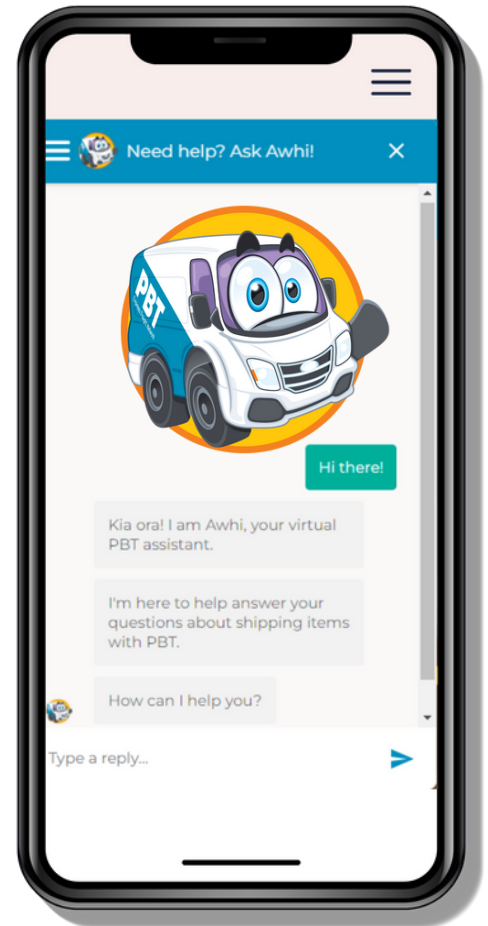 Need help? Ask Awhi!
PBT
Hi there!
Kia ora! I am Awhi, your virtual
PBT assistant.
I'm here to help answer your
questions about shipping items
with PBT.
How can I help you?
Type a reply...